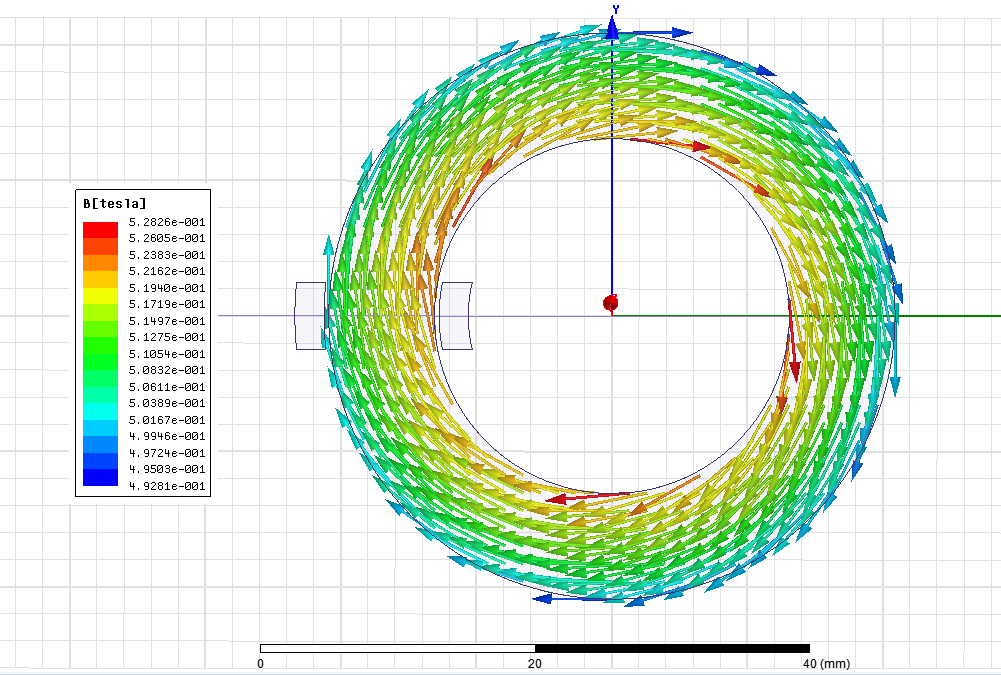 Y
B[tesla]
5.2826e-001
5.2605e-001
5.2383e-001
5.2162e-001
5.1940e-001
5.1719e-001
5.1497e-001
5.1275e-001
5.1054e-001
5.0832e-001
5.0611e-001
5.0389e-001
5.0167e-001
4.9946e-001
4.9724e-001
4.9503e-001
4.9281e-001
0 20 40 (mm)